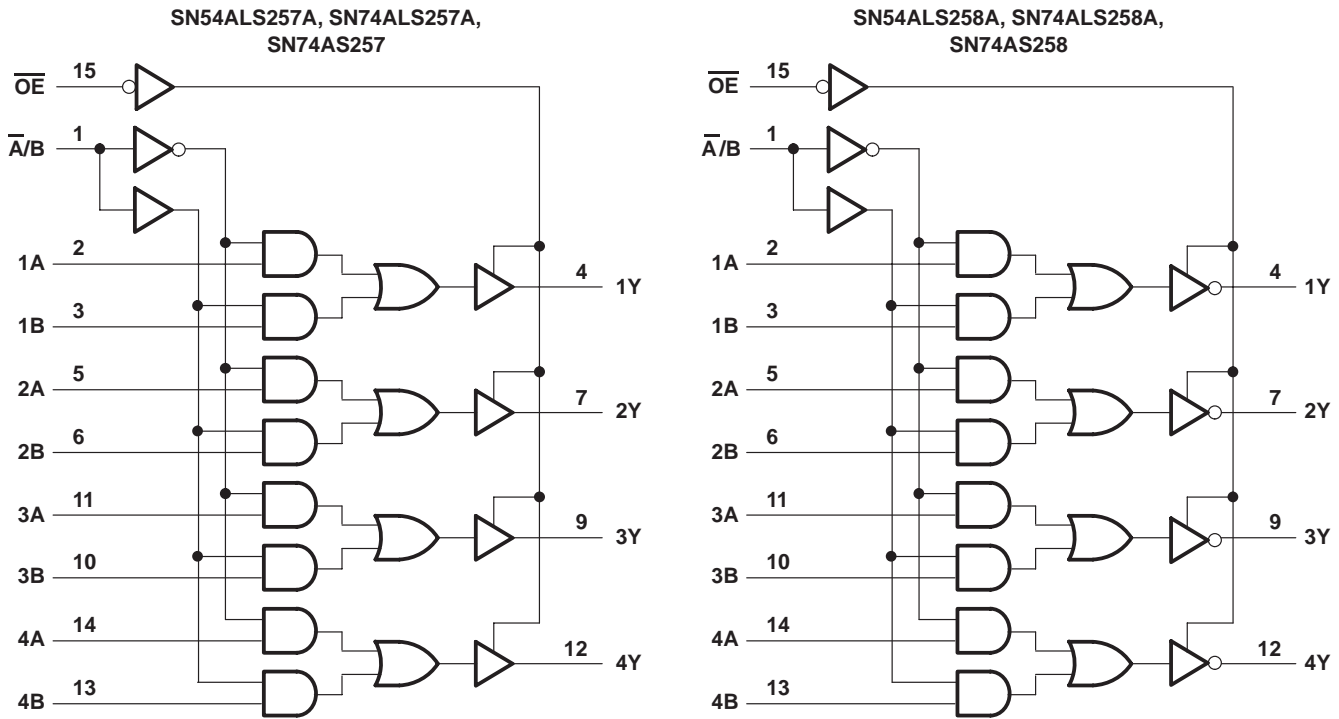 SN54ALS257A, SN74ALS257A,
SN74AS257
OE 15
A/B 1
1A 2
4 1Y
1B 3
2A 5
7 2Y
2B 6
3A 11
9 3Y
3B 10
4A 14
12 4Y
4B 13
SN54ALS258A, SN74ALS258A,
SN74AS258
OE 15
A/B 1
1A 2
4 1Y
1B 3
2A 5
7 2Y
2B 6
3A 11
9 3Y
3B 10
4A 14
12 4Y
4B 13